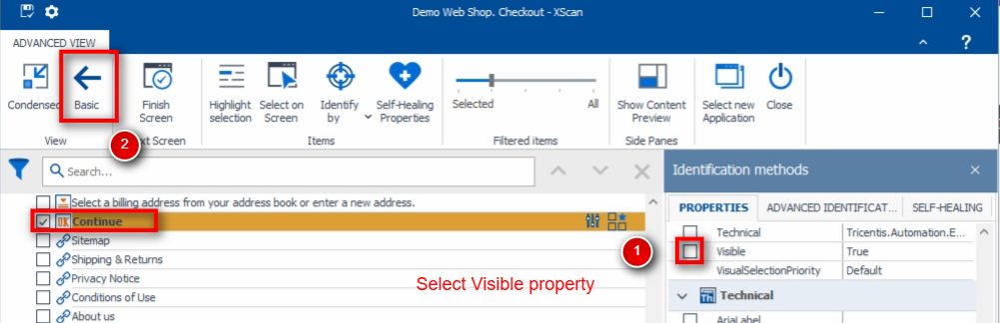 Demo Web Shop. Checkout - XScan
ADVANCED VIEW
?
Condensed
Basic
Finish Screen
Highlight selection
Select on Screen
Identify by
Self-Healing Properties
Selected
All
Show Content Preview
Select new Application
Close
View
ext Screen
Items
Filtered items
Side Panes
2
Search...
Identification methods
Select a billing address from your address book or enter a new address.
PROPERTIES
ADVANCED IDENTIFICAT...
SELF-HEALING
OK Continue
Technical
Tricentis.Automation.E...
Sitemap
1
Visible
True
Shipping & Returns
VisualSelectionPriority
Default
Privacy Notice
Select Visible property
Conditions of Use
Th Technical
About us
AriaLabel